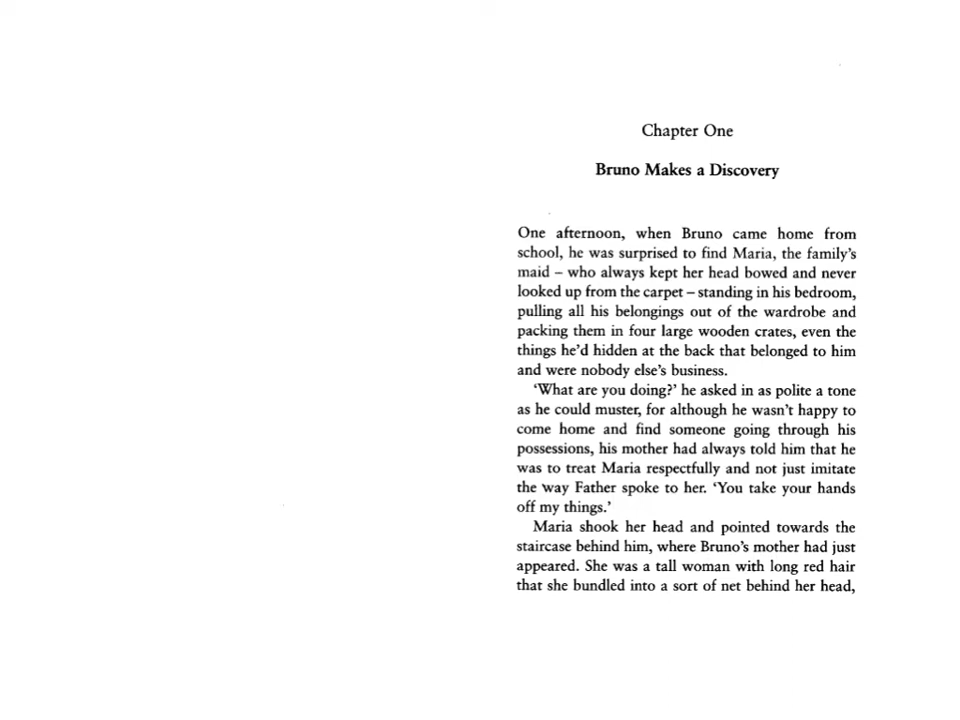 Chapter One
Bruno Makes a Discovery
One afternoon, when Bruno came home from
school, he was surprised to find Maria, the family's
maid – who always kept her head bowed and never
looked up from the carpet – standing in his bedroom,
pulling all his belongings out of the wardrobe and
packing them in four large wooden crates, even the
things he'd hidden at the back that belonged to him
and were nobody else's business.
'What are you doing?' he asked in as polite a tone
as he could muster, for although he wasn't happy to
come home and find someone going through his
possessions, his mother had always told him that he
was to treat Maria respectfully and not just imitate
the way Father spoke to her. 'You take your hands
off my things.'
Maria shook her head and pointed towards the
staircase behind him, where Bruno's mother had just
appeared. She was a tall woman with long red hair
that she bundled into a sort of net behind her head,